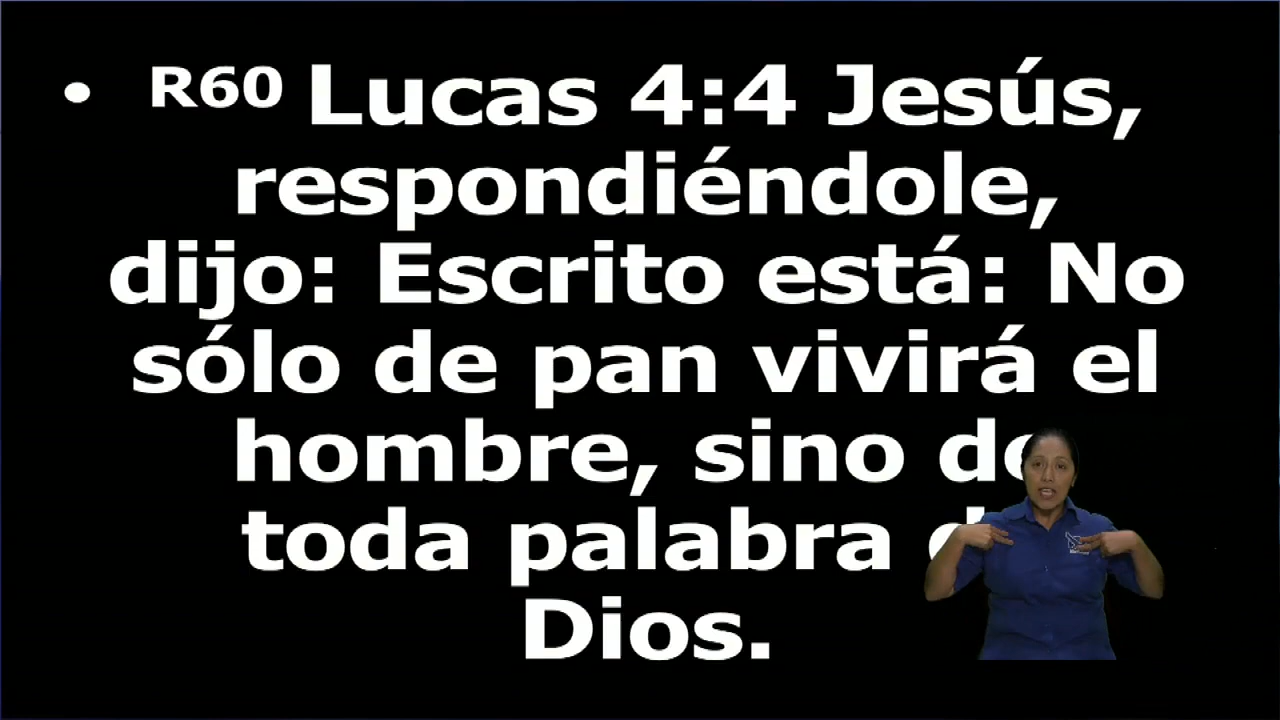 • R60 Lucas 4:4 Jesús,
respondiéndole,
dijo: Escrito está: No
sólo de pan vivirá el
hombre, sino de
toda palabra
Dios.